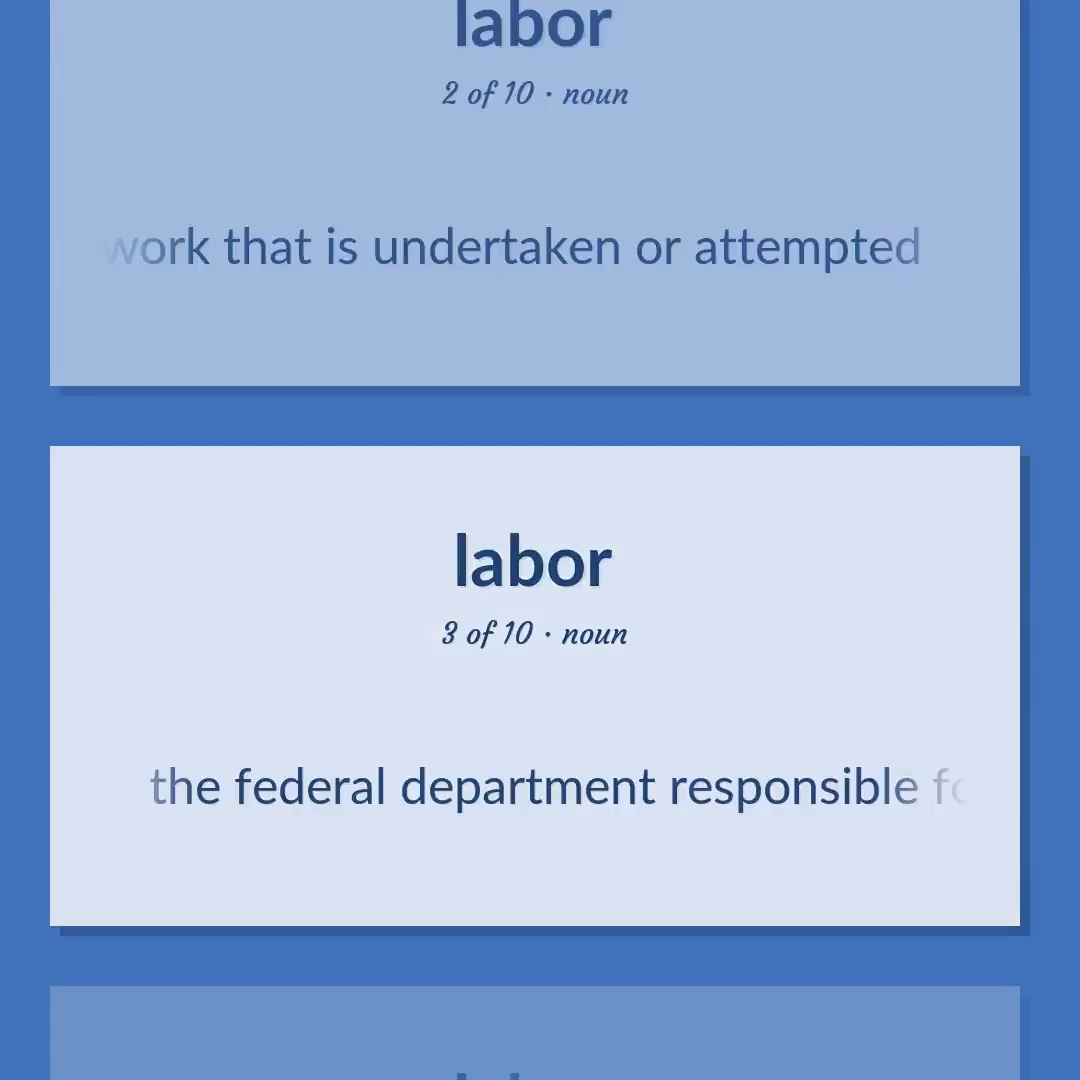 labor
2 of 10 · noun
work that is undertaken or attempted
labor
3 of 10 · noun
the federal department responsible